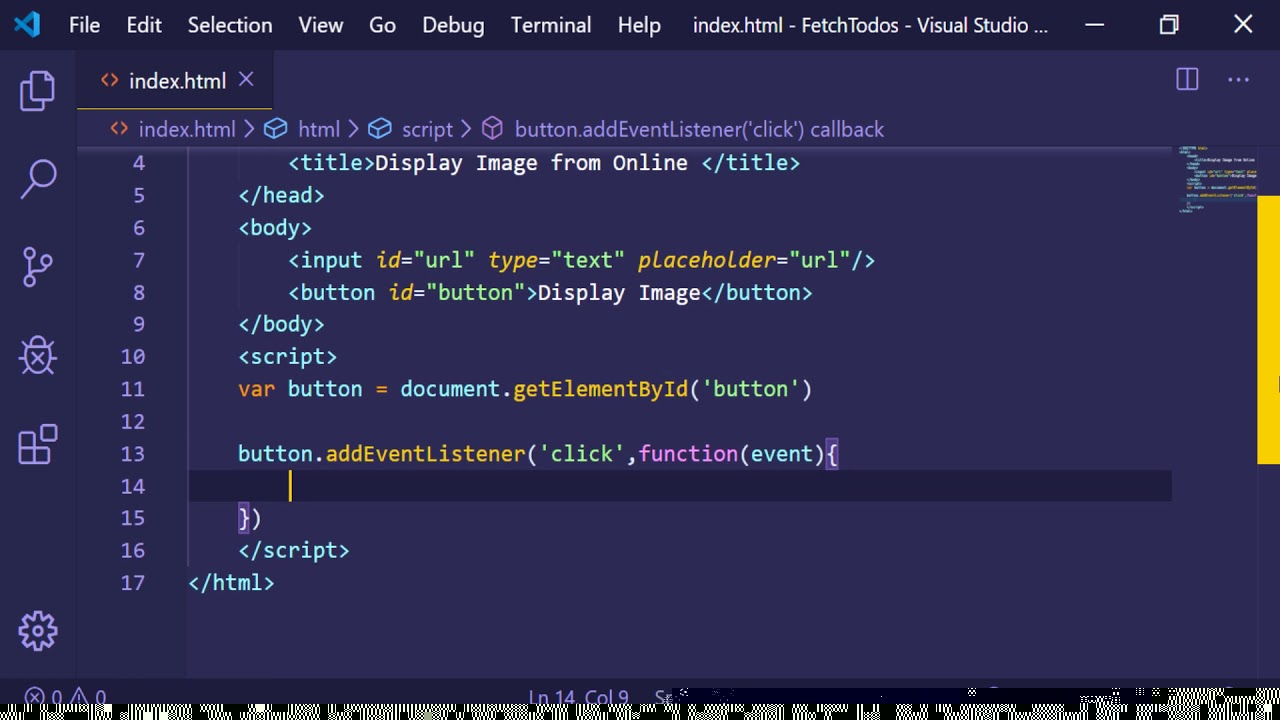 File Edit Selection View Go Debug Terminal Help index.html - FetchTodos - Visual Studio ...
index.html
index.html > html > script > button.addEventListener('click') callback
4 <title>Display Image from Online </title>
5 </head>
6 <body>
7 <input id="url" type="text" placeholder="url"/>
8 <button id="button">Display Image</button>
9 </body>
10 <script>
11 var button = document.getElementById('button')
12
13 button.addEventListener('click',function(event){
14
15 })
16 </script>
17 </html>
0 0 Ln 14, Col 9